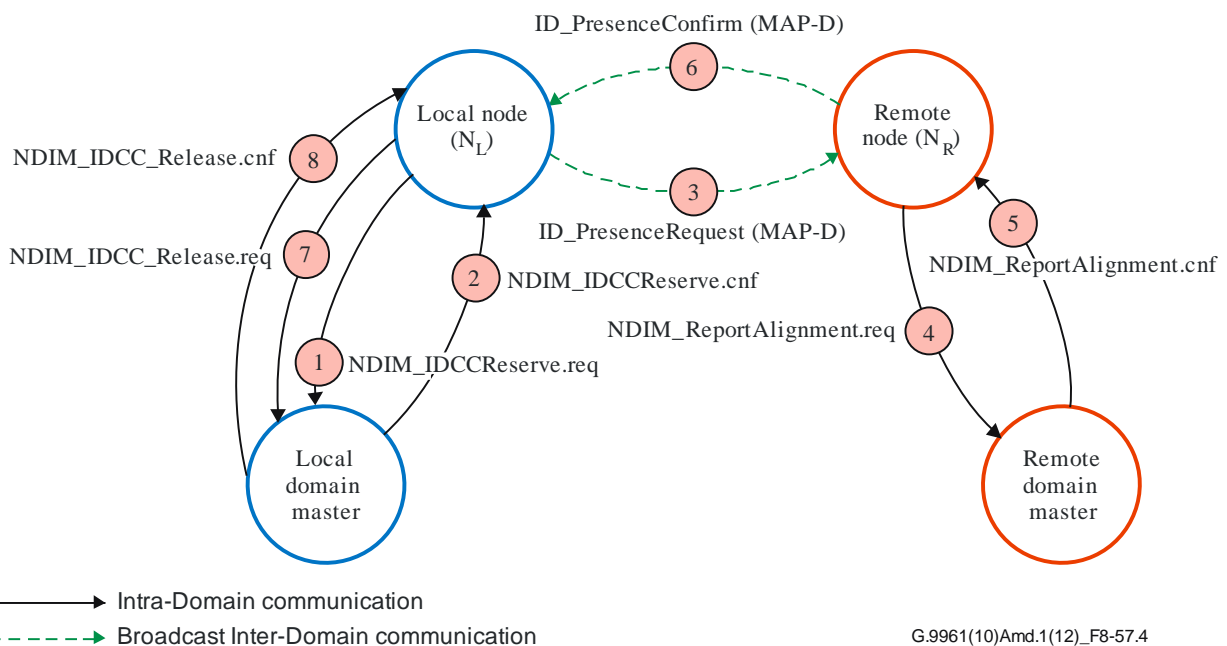 ID_PresenceConfirm (MAP-D)
6
Local node
(N_L)
Remote
node (N_R)
NDIM_IDCC_Release.cnf
8
3
ID_PresenceRequest (MAP-D)
5
NDIM_IDCC_Release.req
7
NDIM_ReportAlignment.cnf
2
NDIM_IDCCReserve.cnf
NDIM_ReportAlignment.req
4
1
NDIM_IDCCReserve.req
Local
domain
master
Remote
domain
master
Intra-Domain communication
Broadcast Inter-Domain communication
G.9961(10)Amd.1(12)_F8-57.4